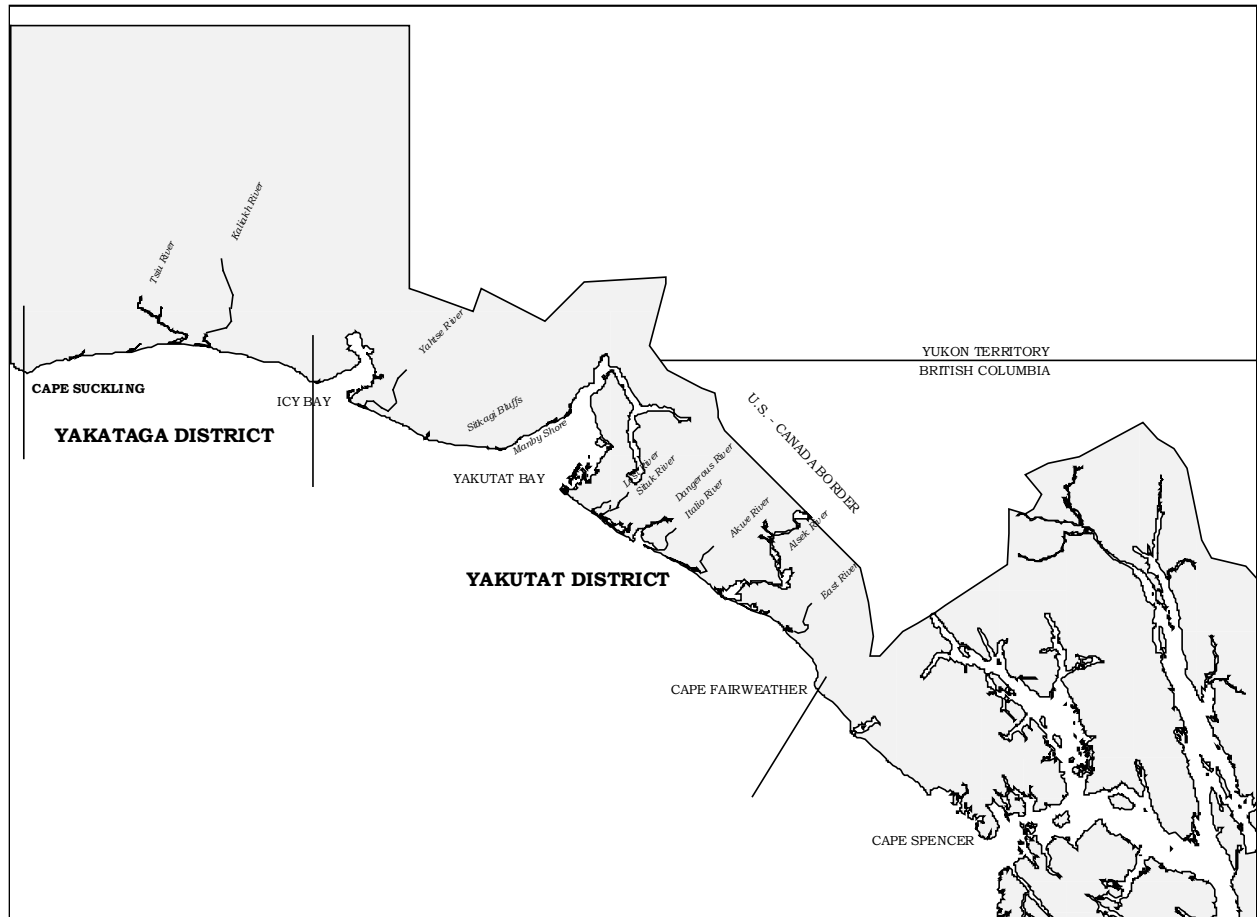 Kaliakh River
Tsiu River
Yahtse River
YUKON TERRITORY
BRITISH COLUMBIA
CAPE SUCKLING
ICY BAY
U.S. - CANADA BORDER
Sitkagi Bluffs
YAKATAGA DISTRICT
Manby Shore
YAKUTAT BAY
Lost River
Situk River
Dangerous River
Italio River
Akwe River
Alsek River
YAKUTAT DISTRICT
East River
CAPE FAIRWEATHER
CAPE SPENCER